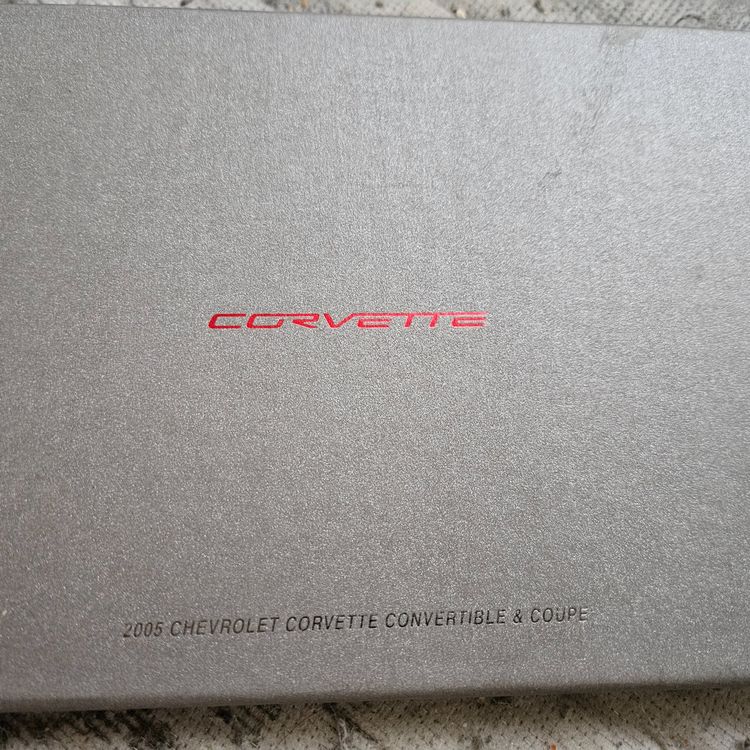 CORVETTE
2005 CHEVROLET CORVETTE CONVERTIBLE & COUPE